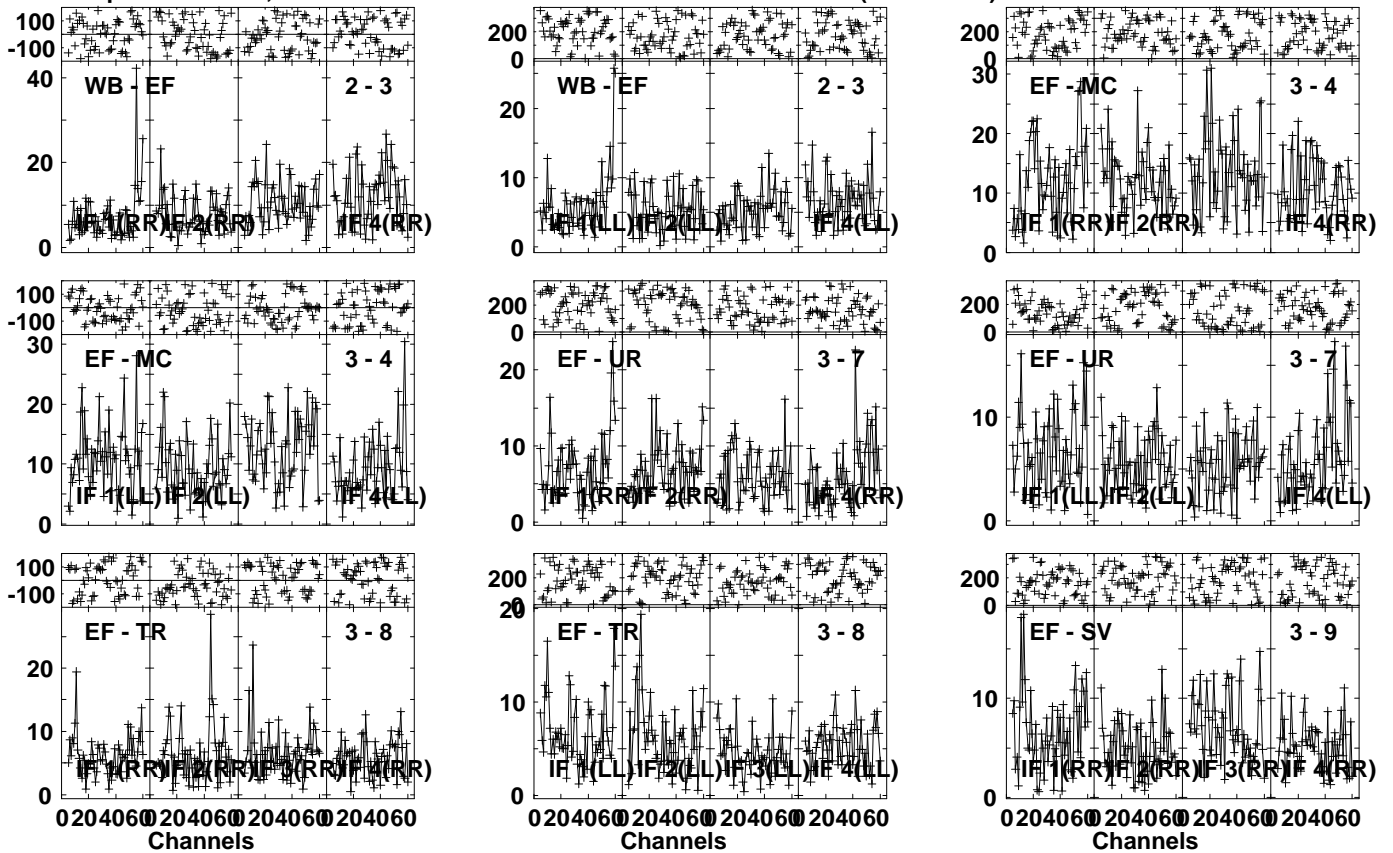 100
-100
WB - EF 2 - 3
40
20
0
IF 1(RR) IF 2(RR) IF 4(RR)
200
0
WB - EF 2 - 3
20
10
0
IF 1(LL) IF 2(LL) IF 4(LL)
200
0
EF - MC 3 - 4
30
20
10
0
IF 1(RR) IF 2(RR) IF 4(RR)
100
-100
EF - MC 3 - 4
30
20
10
0
IF 1(LL) IF 2(LL) IF 4(LL)
200
0
EF - UR 3 - 7
20
10
0
IF 1(RR) IF 2(RR) IF 4(RR)
200
0
EF - UR 3 - 7
10
0
IF 1(LL) IF 2(LL) IF 4(LL)
100
-100
EF - TR 3 - 8
20
10
0
IF 1(RR) IF 2(RR) IF 3(RR) IF 4(RR)
0 20 40 60 0 20 40 60 0 20 40 60 0 20 40 60
Channels
200
0
EF - TR 3 - 8
20
10
0
IF 1(LL) IF 2(LL) IF 3(LL) IF 4(LL)
0 20 40 60 0 20 40 60 0 20 40 60 0 20 40 60
Channels
200
0
EF - SV 3 - 9
10
0
IF 1(RR) IF 2(RR) IF 3(RR) IF 4(RR)
0 20 40 60 0 20 40 60 0 20 40 60 0 20 40 60
Channels